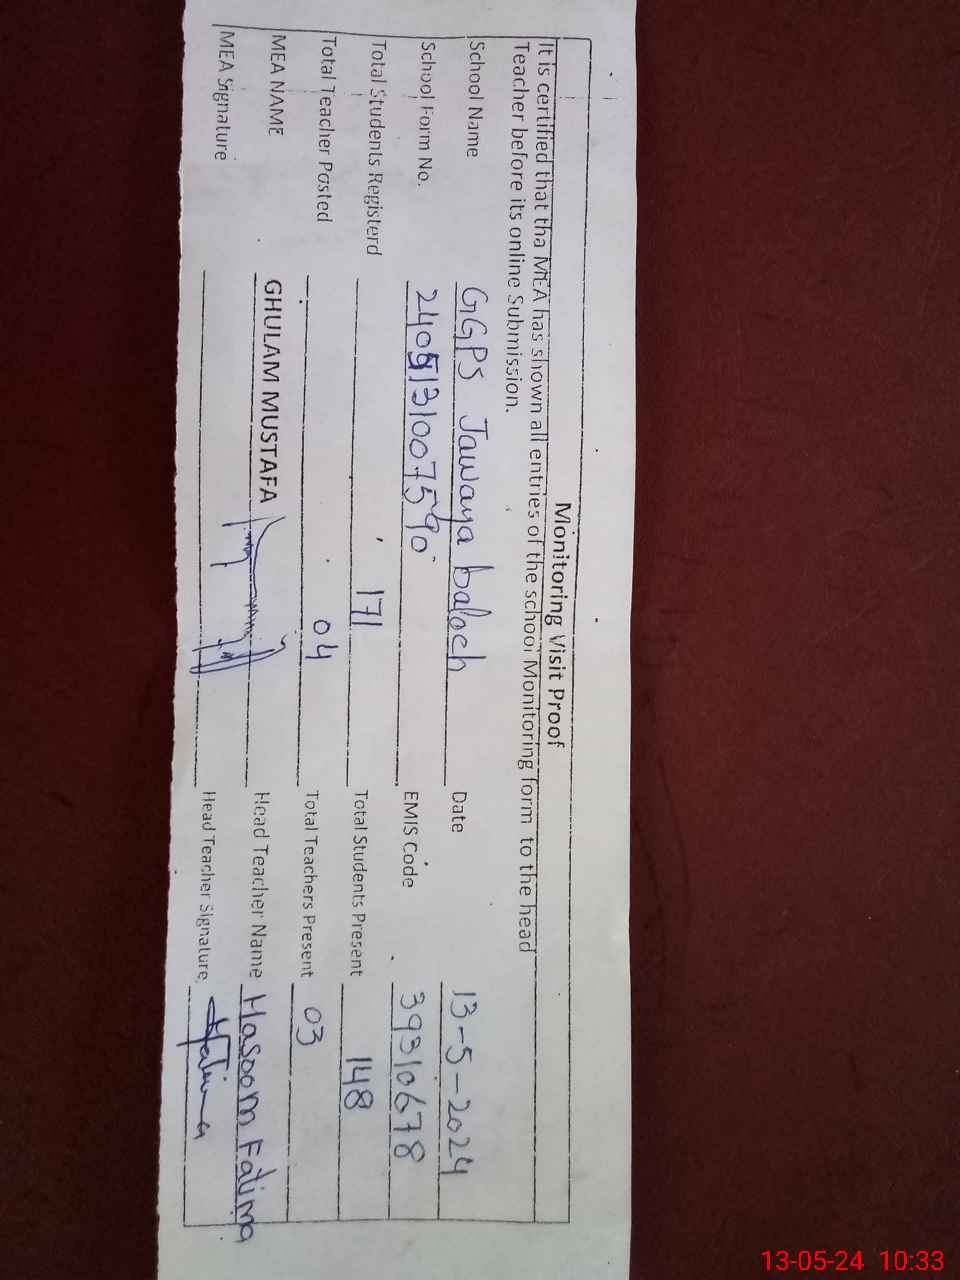 Monitoring Visit Proof
It is certified that tha MEA has shown all entries of the school Monitoring form to the head
Teacher before its online Submission.
School Name GGPS Jawaya baloch Date 13-5-2024
School Form No. 2405131007590 EMIS Code 39310678
Total Students Registerd 171 Total Students Present 148
Total Teacher Posted 04 Total Teachers Present 03
MEA NAME GHULAM MUSTAFA Head Teacher Name Hasoom Fatima
MEA Signature Head Teacher Signature Fatima
13-05-24 10:33